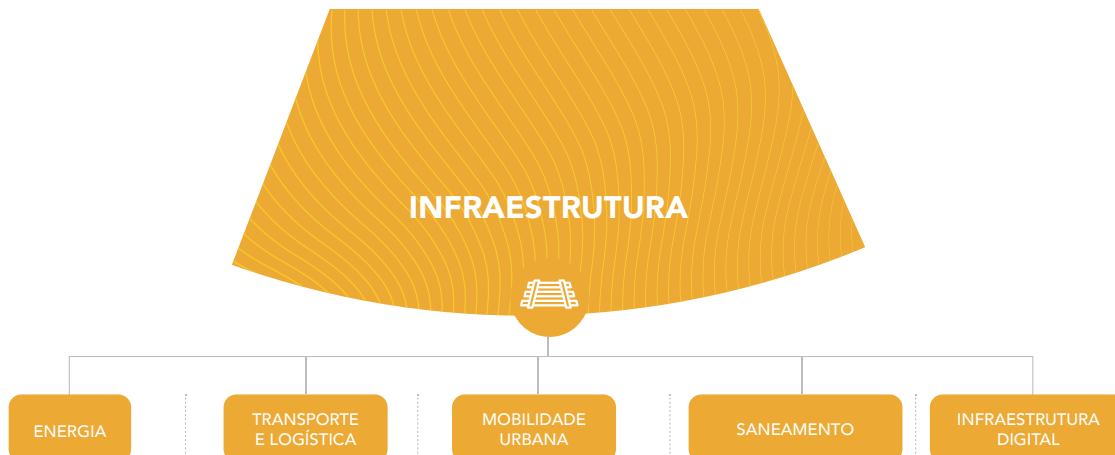 INFRAESTRUTURA
ENERGIA
TRANSPORTE
E LOGÍSTICA
MOBILIDADE
URBANA
SANEAMENTO
INFRAESTRUTURA
DIGITAL